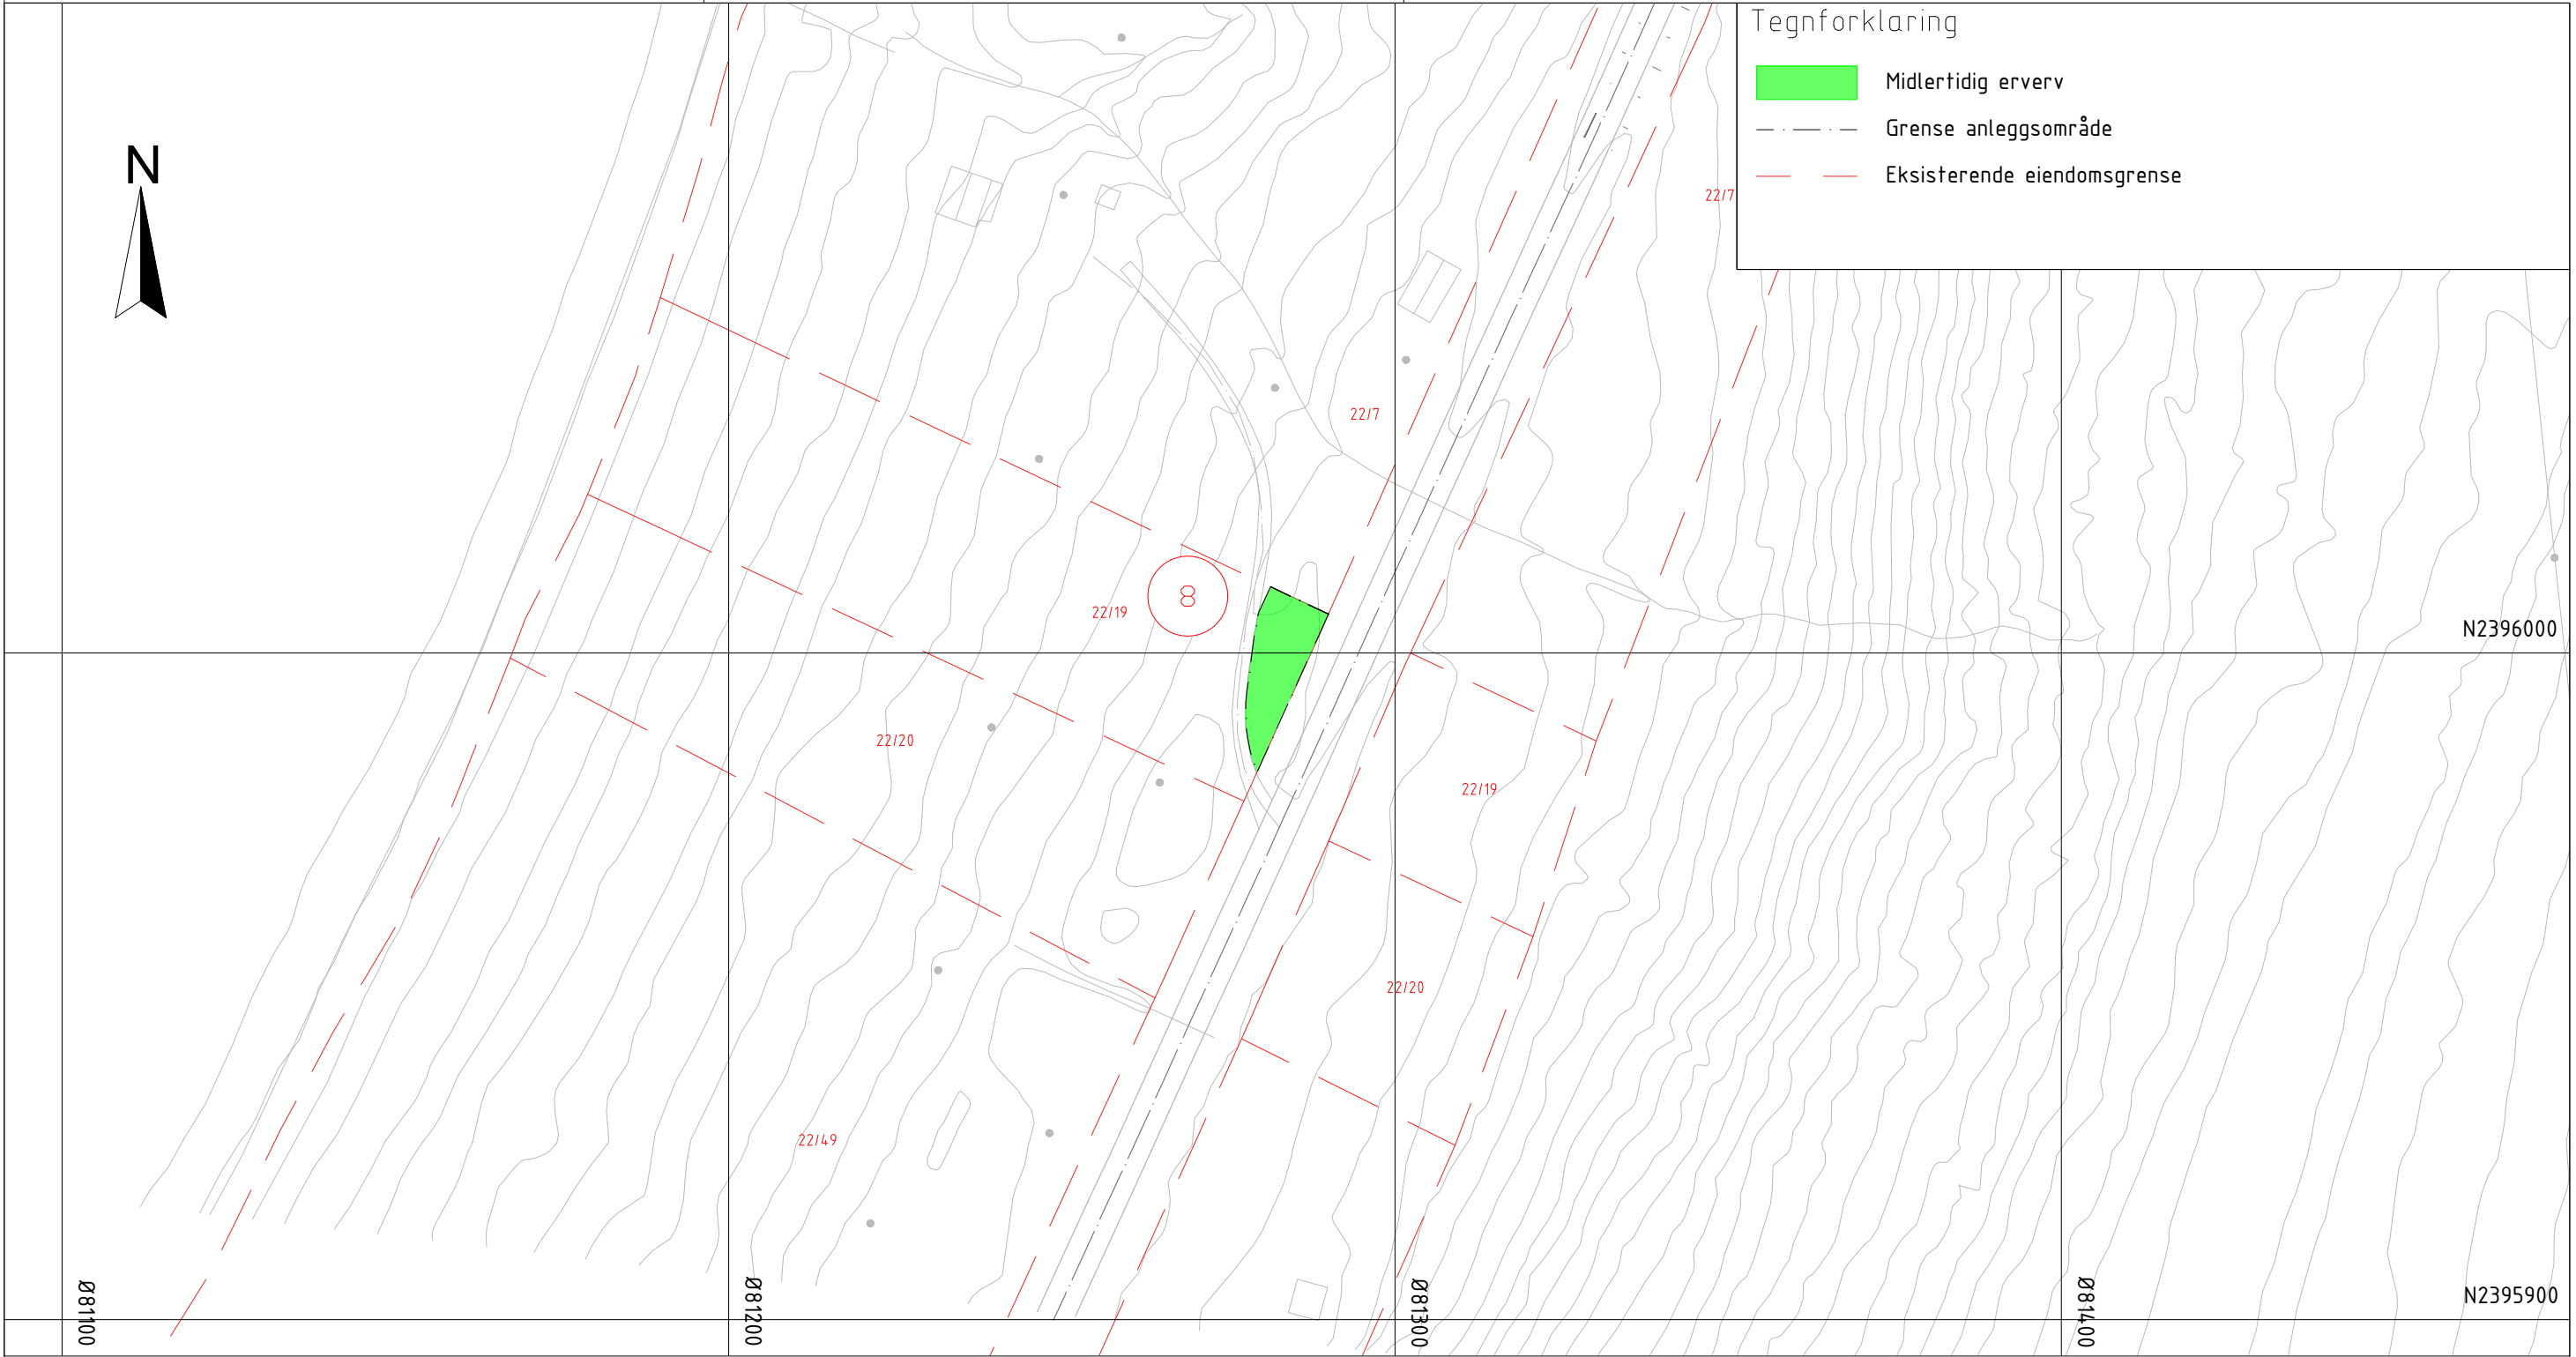 Tegnforklaring
Midlertidig erverv
Grense anleggsområde
Eksisterende eiendomsgrense
N
22/7
22/7
8
22/19
N2396000
22/20
22/19
22/20
22/49
Ø81100
Ø81200
Ø81300
Ø81400
N2395900